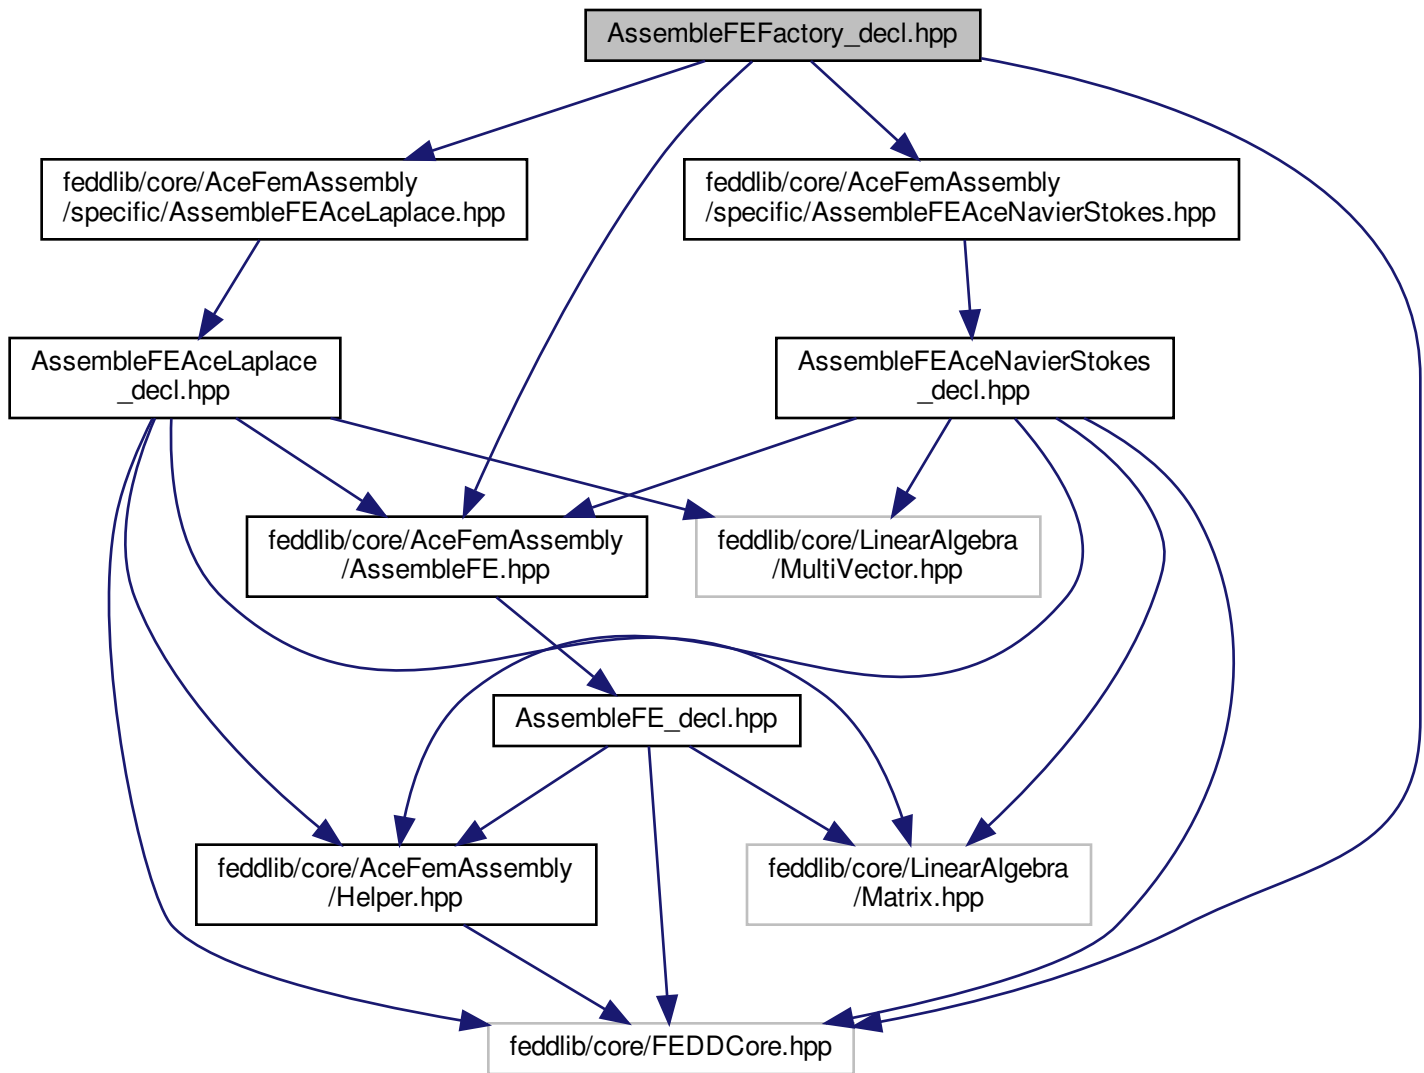 AssembleFEFactory_decl.hpp
feddlib/core/AceFemAssembly
/specific/AssembleFEAceLaplace.hpp
feddlib/core/AceFemAssembly
/specific/AssembleFEAceNavierStokes.hpp
AssembleFEAceLaplace
_decl.hpp
AssembleFEAceNavierStokes
_decl.hpp
feddlib/core/AceFemAssembly
/AssembleFE.hpp
feddlib/core/LinearAlgebra
/MultiVector.hpp
AssembleFE_decl.hpp
feddlib/core/AceFemAssembly
/Helper.hpp
feddlib/core/LinearAlgebra
/Matrix.hpp
feddlib/core/FEDDCore.hpp